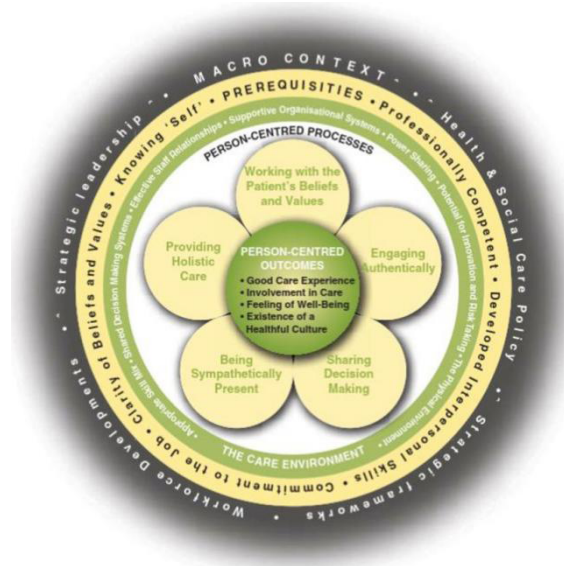 MACRO CONTEXT • Health & Social Care Policy • Strategic frameworks • Workforce Developments • Strategic leadership •
PREREQUISITIES • Professionally Competent • Developed Interpersonal Skills • Commitment to the Job • Clarity of Beliefs and Values • Knowing 'Self' •
THE CARE ENVIRONMENT
• Appropriate Skill Mix • Shared Decision Making Systems • Effective Staff Relationships • Supportive Organisational Systems • Power Sharing • Potential for Innovation and Risk Taking • The Physical Environment •
PERSON-CENTRED PROCESSES
Working with the
Patient's Beliefs
and Values
Engaging
Authentically
Sharing
Decision
Making
Being
Sympathetically
Present
Providing
Holistic
Care
PERSON-CENTRED
OUTCOMES
• Good Care Experience
• Involvement in Care
• Feeling of Well-Being
• Existence of a
Healthful Culture